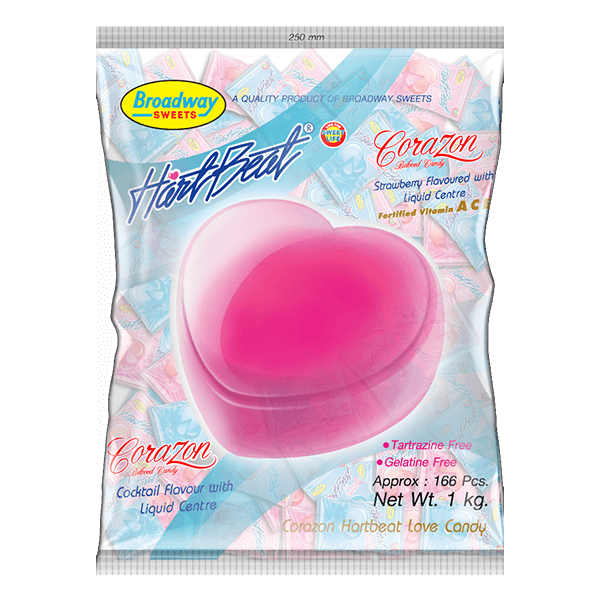 250 mm
Broadway
SWEETS
A QUALITY PRODUCT OF BROADWAY SWEETS
HartBeat®
SWEET
LIFE
Corazon
Beloved Candy
Strawberry Flavoured with
Liquid Centre
Fortified Vitamin A C E
Corazon
Beloved Candy
Cocktail Flavour with
Liquid Centre
•Tartrazine Free
•Gelatine Free
Approx : 166 Pcs.
Net Wt. 1 kg.
Corazon Hartbeat Love Candy